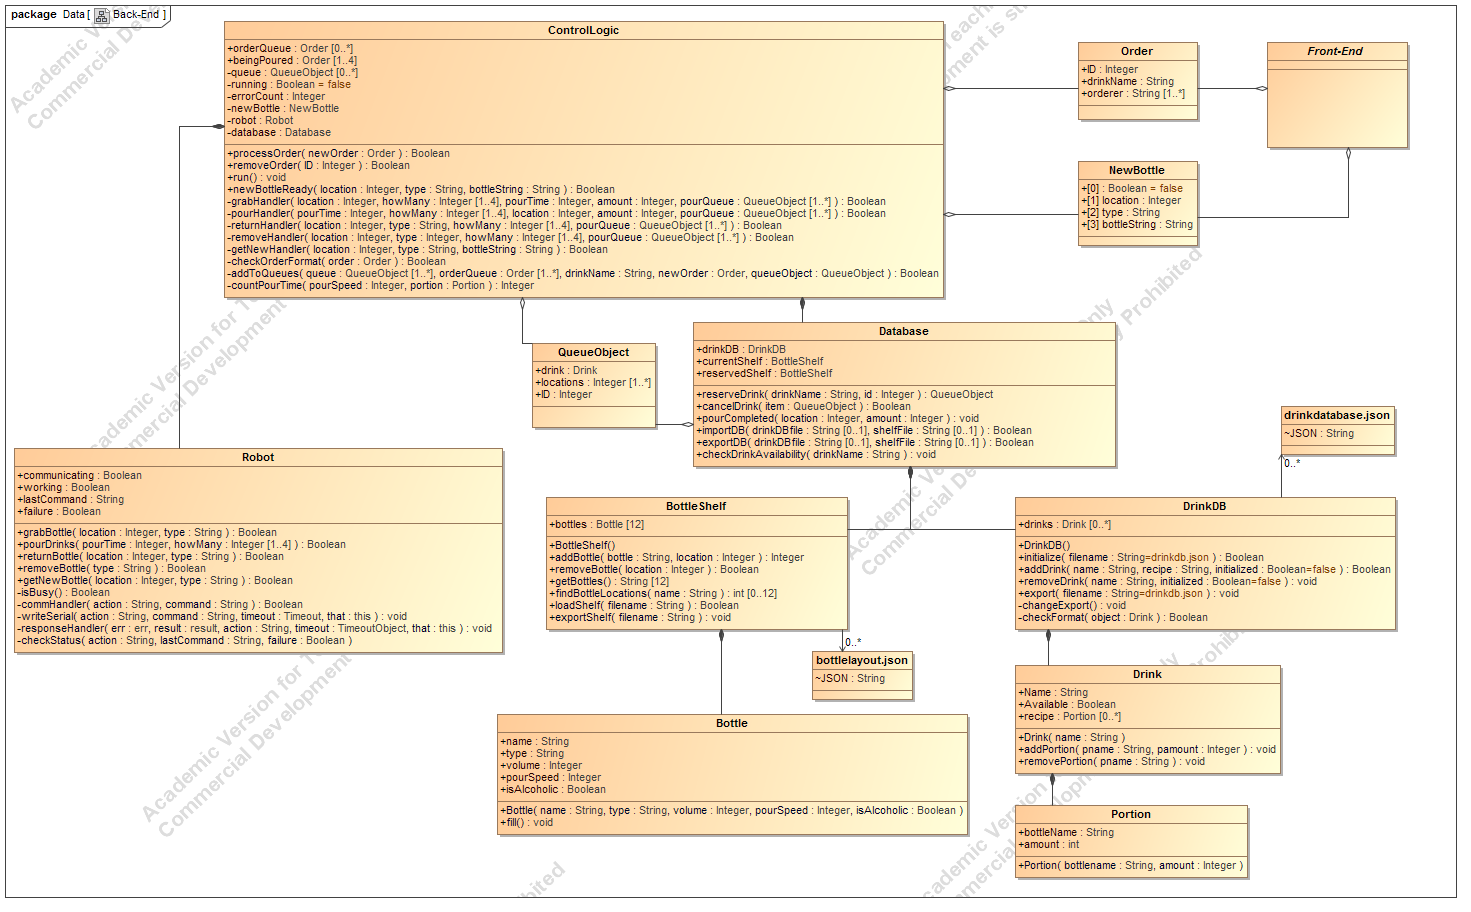 package Data [ Back-End ]
ControlLogic
+orderQueue : Order [0..*]
+beingPoured : Order [1..4]
-queue : QueueObject [0..*]
-running : Boolean = false
-errorCount : Integer
-newBottle : NewBottle
-robot : Robot
-database : Database
+processOrder( newOrder : Order ) : Boolean
+removeOrder( ID : Integer ) : Boolean
+run() : void
+newBottleReady( location : Integer, type : String, bottleString : String ) : Boolean
-grabHandler( location : Integer, howMany : Integer [1..4], pourTime : Integer, amount : Integer, pourQueue : QueueObject [1..*] ) : Boolean
-pourHandler( pourTime : Integer, howMany : Integer [1..4], location : Integer, amount : Integer, pourQueue : QueueObject [1..*] ) : Boolean
-returnHandler( location : Integer, type : String, howMany : Integer [1..4], pourQueue : QueueObject [1..*] ) : Boolean
-removeHandler( location : Integer, type : Integer, howMany : Integer [1..4], pourQueue : QueueObject [1..*] ) : Boolean
-getNewHandler( location : Integer, type : String, bottleString : String ) : Boolean
-checkOrderFormat( order : Order ) : Boolean
-addToQueues( queue : QueueObject [1..*], orderQueue : Order [1..*], drinkName : String, newOrder : Order, queueObject : QueueObject ) : Boolean
-countPourTime( pourSpeed : Integer, portion : Portion ) : Integer
Order
+ID : Integer
+drinkName : String
+orderer : String [1..*]
Front-End
NewBottle
+[0] : Boolean = false
+[1] location : Integer
+[2] type : String
+[3] bottleString : String
QueueObject
+drink : Drink
+locations : Integer [1..*]
+ID : Integer
Database
+drinkDB : DrinkDB
+currentShelf : BottleShelf
+reservedShelf : BottleShelf
+reserveDrink( drinkName : String, id : Integer ) : QueueObject
+cancelDrink( item : QueueObject ) : Boolean
+pourCompleted( location : Integer, amount : Integer ) : void
+importDB( drinkDBfile : String [0..1], shelfFile : String [0..1] ) : Boolean
+exportDB( drinkDBfile : String [0..1], shelfFile : String [0..1] ) : Boolean
+checkDrinkAvailability( drinkName : String ) : void
drinkdatabase.json
~JSON : String
0..*
Robot
+communicating : Boolean
+working : Boolean
+lastCommand : String
+failure : Boolean
+grabBottle( location : Integer, type : String ) : Boolean
+pourDrinks( pourTime : Integer, howMany : Integer [1..4] ) : Boolean
+returnBottle( location : Integer, type : String ) : Boolean
+removeBottle( type : String ) : Boolean
+getNewBottle( location : Integer, type : String ) : Boolean
-isBusy() : Boolean
-commHandler( action : String, command : String ) : Boolean
-writeSerial( action : String, command : String, timeout : Timeout, that : this ) : void
-responseHandler( err : err, result : result, action : String, timeout : TimeoutObject, that : this ) : void
-checkStatus( action : String, lastCommand : String, failure : Boolean )
BottleShelf
+bottles : Bottle [12]
+BottleShelf()
+addBottle( bottle : String, location : Integer ) : Integer
+removeBottle( location : Integer ) : Boolean
+getBottles() : String [12]
+findBottleLocations( name : String ) : int [0..12]
+loadShelf( filename : String ) : Boolean
+exportShelf( filename : String ) : void
DrinkDB
+drinks : Drink [0..*]
+DrinkDB()
+initialize( filename : String=drinkdb.json ) : Boolean
+addDrink( name : String, recipe : String, initialized : Boolean=false ) : Boolean
+removeDrink( name : String, initialized : Boolean=false ) : void
+export( filename : String=drinkdb.json ) : void
-changeExport() : void
-checkFormat( object : Drink ) : Boolean
0..*
bottlelayout.json
~JSON : String
Drink
+Name : String
+Available : Boolean
+recipe : Portion [0..*]
+Drink( name : String )
+addPortion( pname : String, pamount : Integer ) : void
+removePortion( pname : String ) : void
Bottle
+name : String
+type : String
+volume : Integer
+pourSpeed : Integer
+isAlcoholic : Boolean
+Bottle( name : String, type : String, volume : Integer, pourSpeed : Integer, isAlcoholic : Boolean )
+fill() : void
Portion
+bottleName : String
+amount : int
+Portion( bottlename : String, amount : Integer )